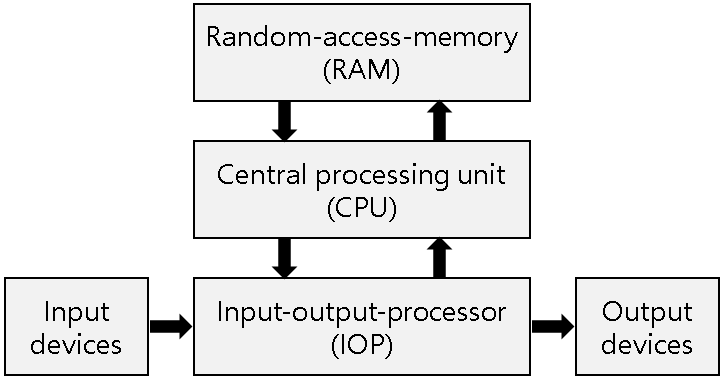 Random-access-memory
(RAM)
Central processing unit
(CPU)
Input
devices
Input-output-processor
(IOP)
Output
devices